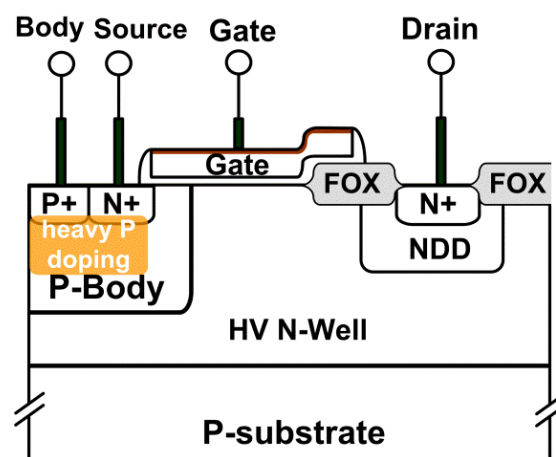 Body Source Gate Drain
Gate
FOX FOX
P+ N+ N+
heavy P
doping
NDD
P-Body
HV N-Well
P-substrate